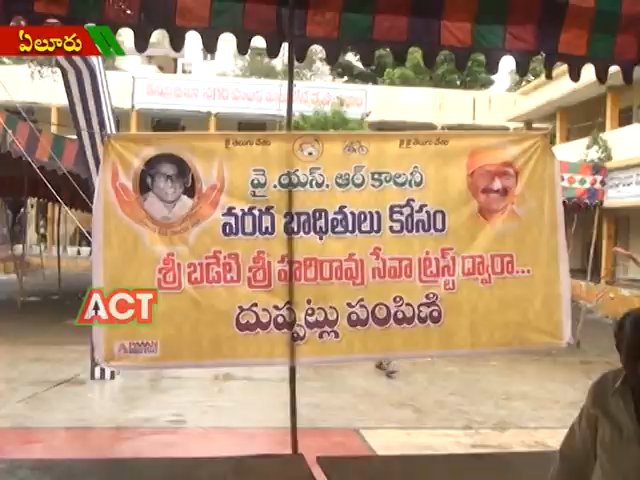 ఏలూరు
జై తెలుగు దేశం
జై జై తెలుగు దేశం
వై .యస్. ఆర్ కాలనీ
వరద బాధితులు కోసం
శ్రీ బడేటి శ్రీ హరిరావు సేవా ట్రస్ట్ ద్వారా...
దుప్పట్లు పంపిణి
ACT